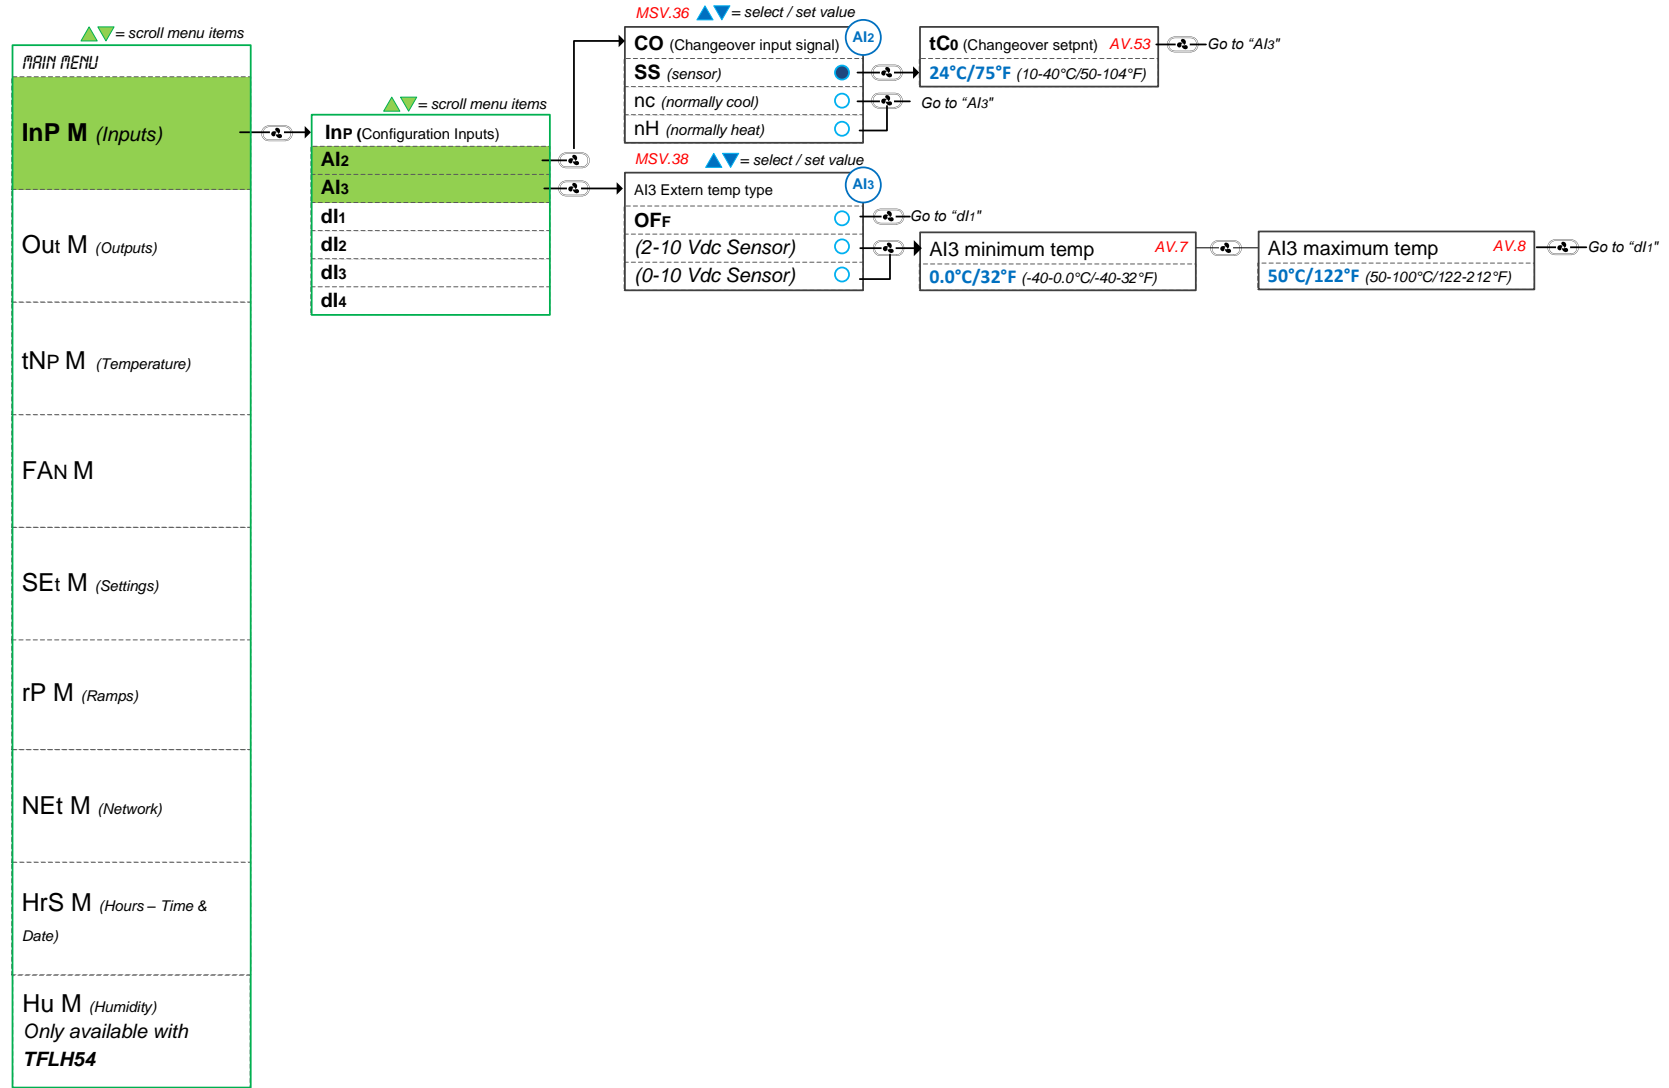 = scroll menu items
MAIN MENU
InP M (Inputs)
Out M (Outputs)
tNP M (Temperature)
FAN M
SEt M (Settings)
rP M (Ramps)
NEt M (Network)
HrS M (Hours – Time &
Date)
Hu M (Humidity)
Only available with
TFLH54
= scroll menu items
InP (Configuration Inputs)
AI2
AI3
dI1
dI2
dI3
dI4
MSV.36 = select / set value
CO (Changeover input signal) AI2
SS (sensor)
nc (normally cool)
nH (normally heat)
tC0 (Changeover setpnt) AV.53
24°C/75°F (10-40°C/50-104°F)
Go to “AI3"
Go to “AI3"
MSV.38 = select / set value
AI3 Extern temp type AI3
OFF
(2-10 Vdc Sensor)
(0-10 Vdc Sensor)
Go to “dI1"
AI3 minimum temp AV.7
0.0°C/32°F (-40-0.0°C/-40-32°F)
AI3 maximum temp AV.8
50°C/122°F (50-100°C/122-212°F)
Go to “dI1"